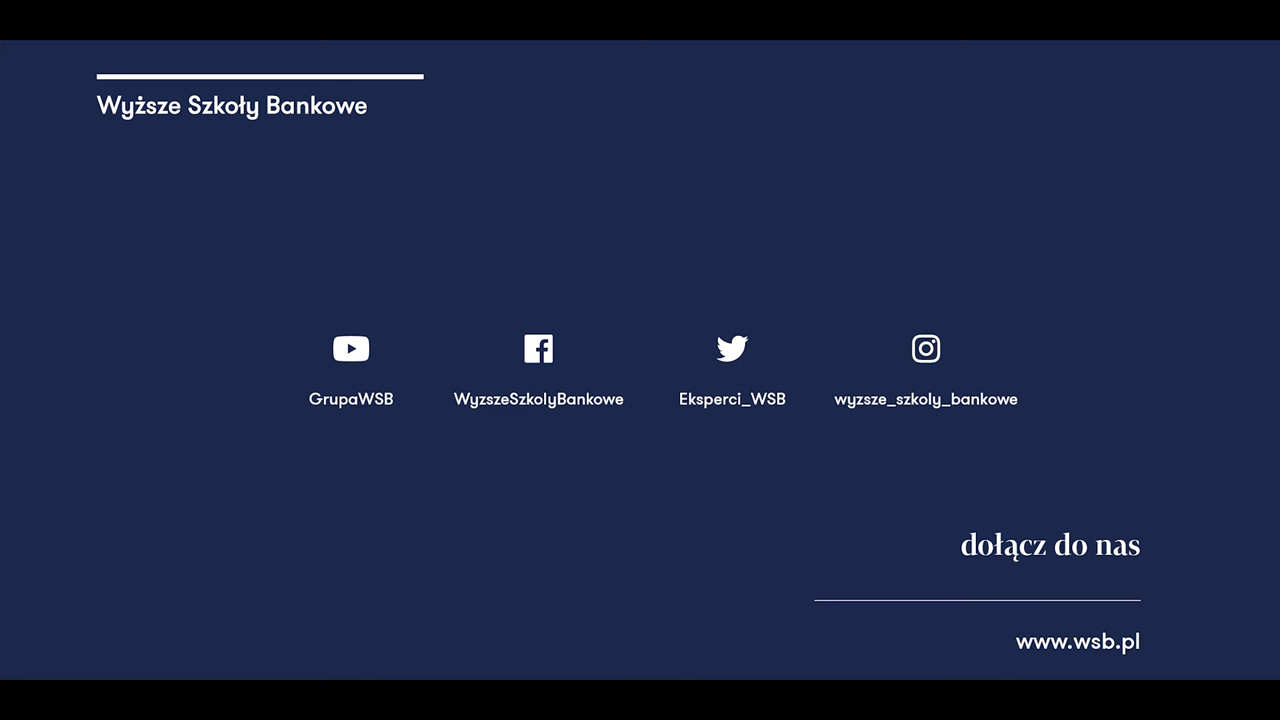 Wyższe Szkoły Bankowe
GrupaWSB WyzszeSzkolyBankowe Eksperci_WSB wyzsze_szkoly_bankowe
dołącz do nas
www.wsb.pl